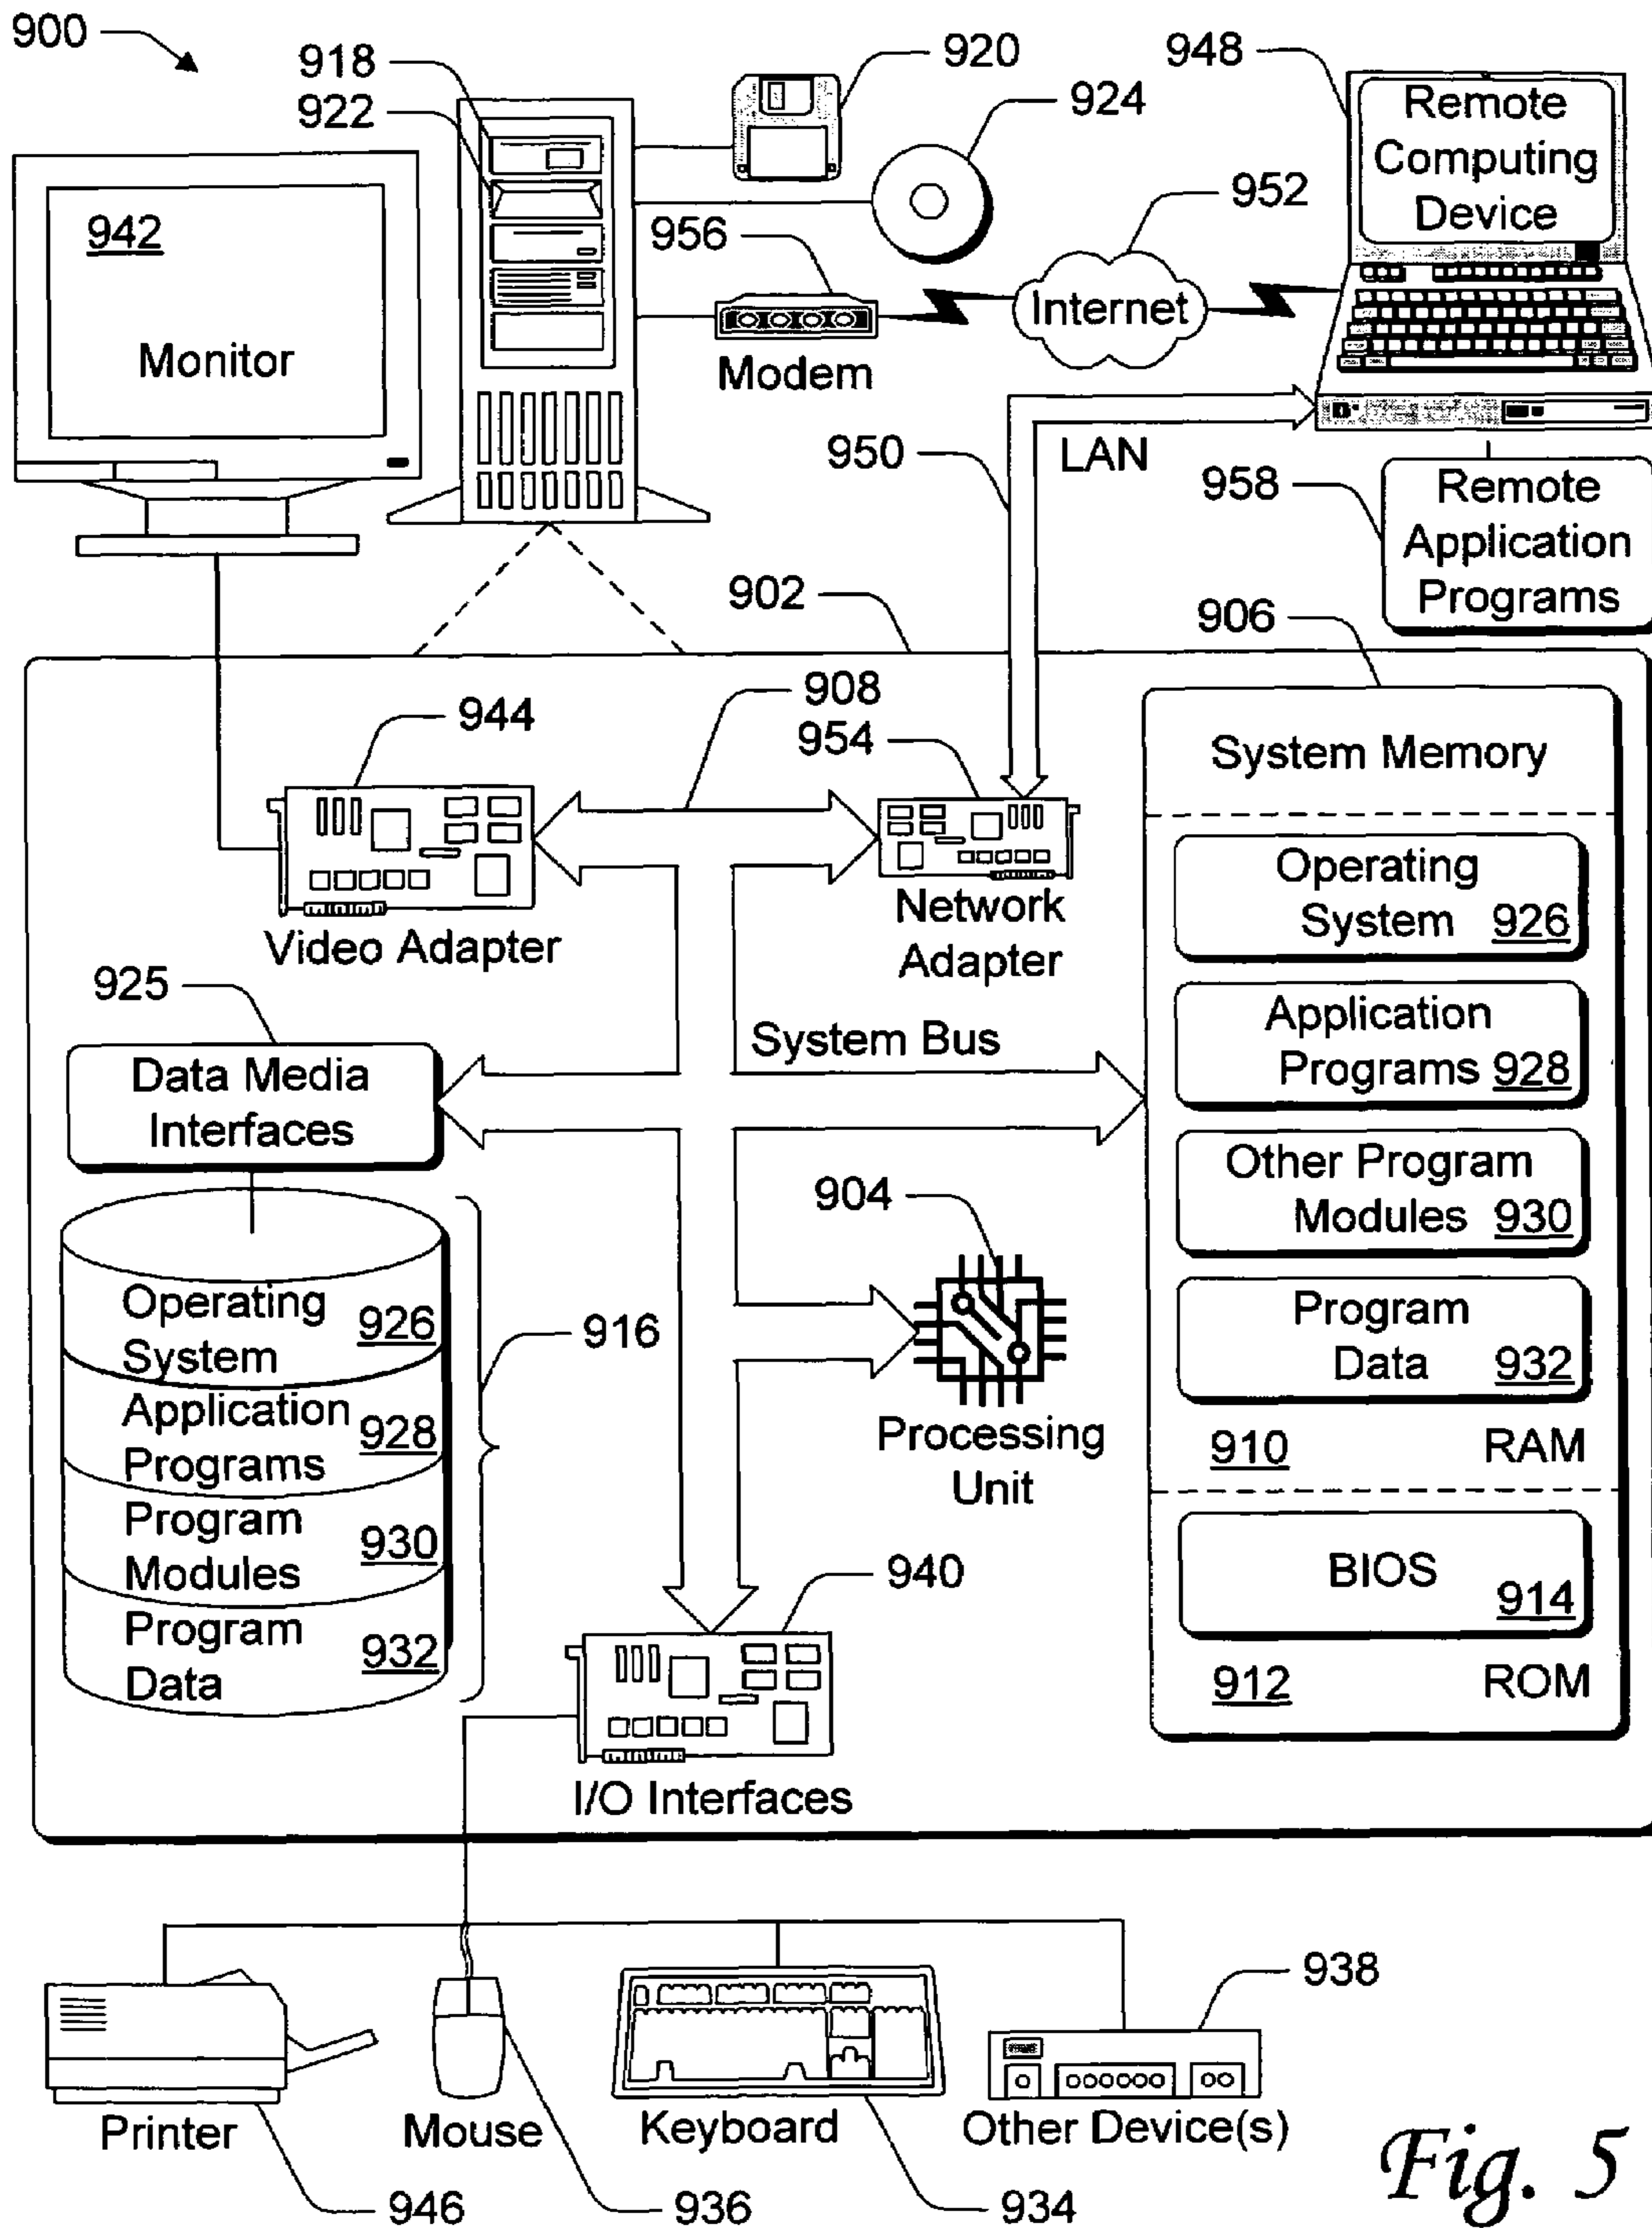 900
918
922
920
924
948
Remote
Computing
Device
942
Monitor
956
Modem
952
Internet
950
LAN
958
Remote
Application
Programs
902
906
908
944
954
Video Adapter
Network
Adapter
System Memory
Operating
System 926
Application
Programs 928
Other Program
Modules 930
Program
Data 932
910 RAM
BIOS
914
912 ROM
925
Data Media
Interfaces
System Bus
904
Processing
Unit
916
Operating
System 926
Application
Programs 928
Program
Modules 930
Program
Data 932
940
I/O Interfaces
938
Printer
Mouse
Keyboard
Other Device(s)
946
936
934
Fig. 5